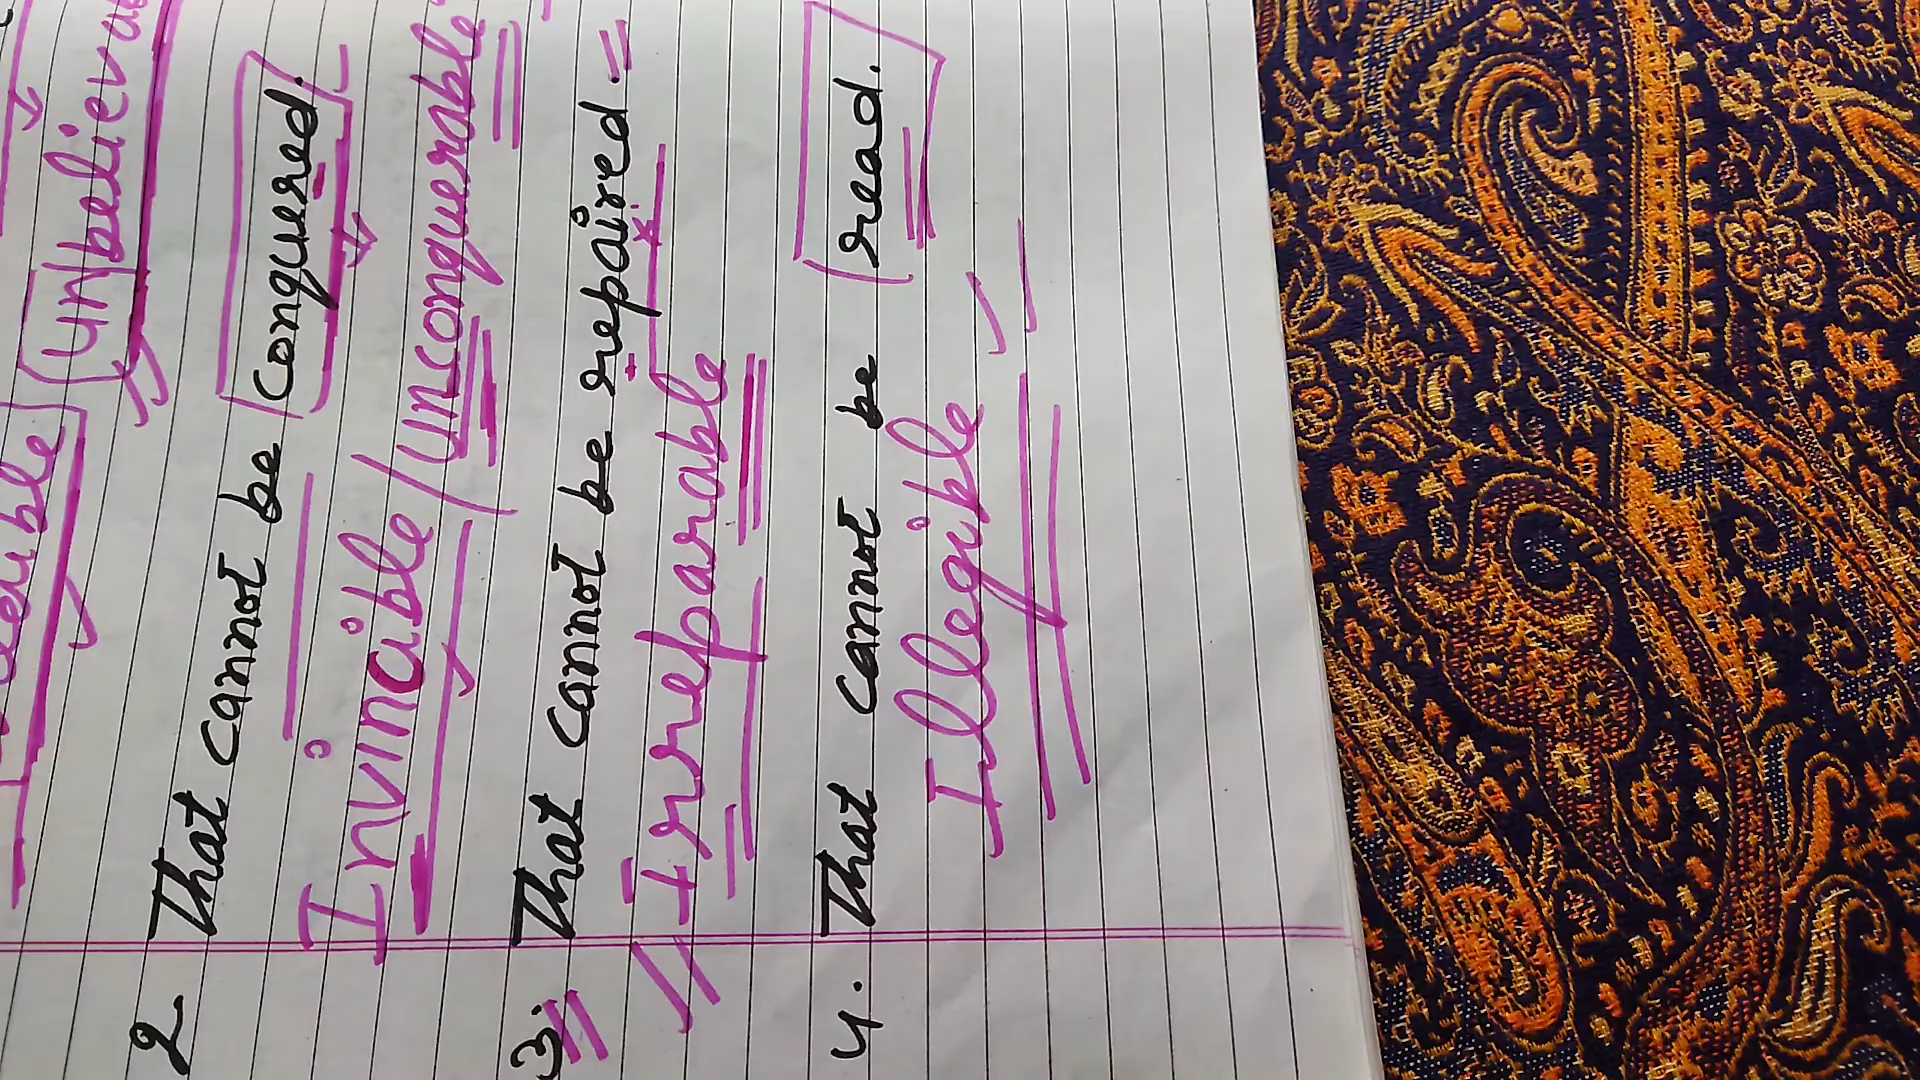 2 That cannot be conquered.
Invincible / unconquerable
3. That cannot be repaired.
Irreparable
4. That cannot be read.
Illegible